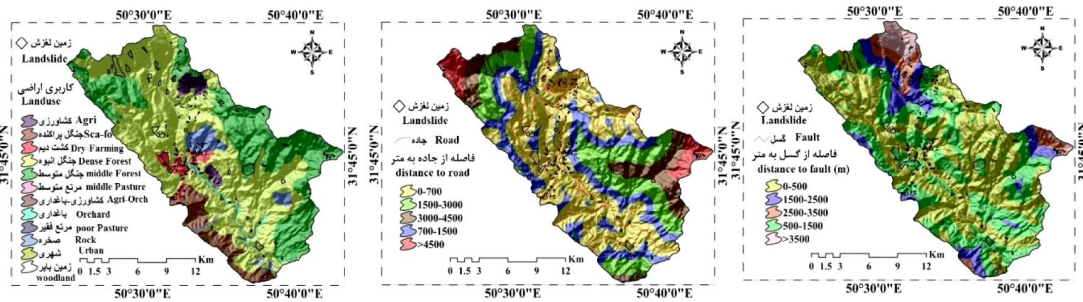 50°30'0"E 50°40'0"E
N
W E
S
زمین لغزش
Landslide
کاربری اراضی
Landuse
کشاورزی Agri
جنگل پراکنده Sca-fo
کشت دیم Dry Farming
جنگل انبوه Dense Forest
جنگل متوسط middle Forest
مرتع متوسط middle Pasture
کشاورزی-باغداری Agri-Orch
باغداری Orchard
مرتع فقیر poor Pasture
صخره Rock
شهری Urban
زمین بایر
woodland
31°45'0"N
Km
0 1.5 3 6 9 12
50°30'0"E 50°40'0"E
50°30'0"E 50°40'0"E
N
W E
S
زمین لغزش
Landslide
جاده Road
فاصله از جاده به متر
distance to road
0-700
1500-3000
3000-4500
700-1500
>4500
31°45'0"N
31°45'0"N
Km
0 1.5 3 6 9 12
50°30'0"E 50°40'0"E
50°30'0"E 50°40'0"E
N
W E
S
زمین لغزش
Landslide
گسل Fault
فاصله از گسل به متر
distance to fault (m)
0-500
1500-2500
2500-3500
500-1500
>3500
31°45'0"N
31°45'0"N
Km
0 1.5 3 6 9 12
50°30'0"E 50°40'0"E